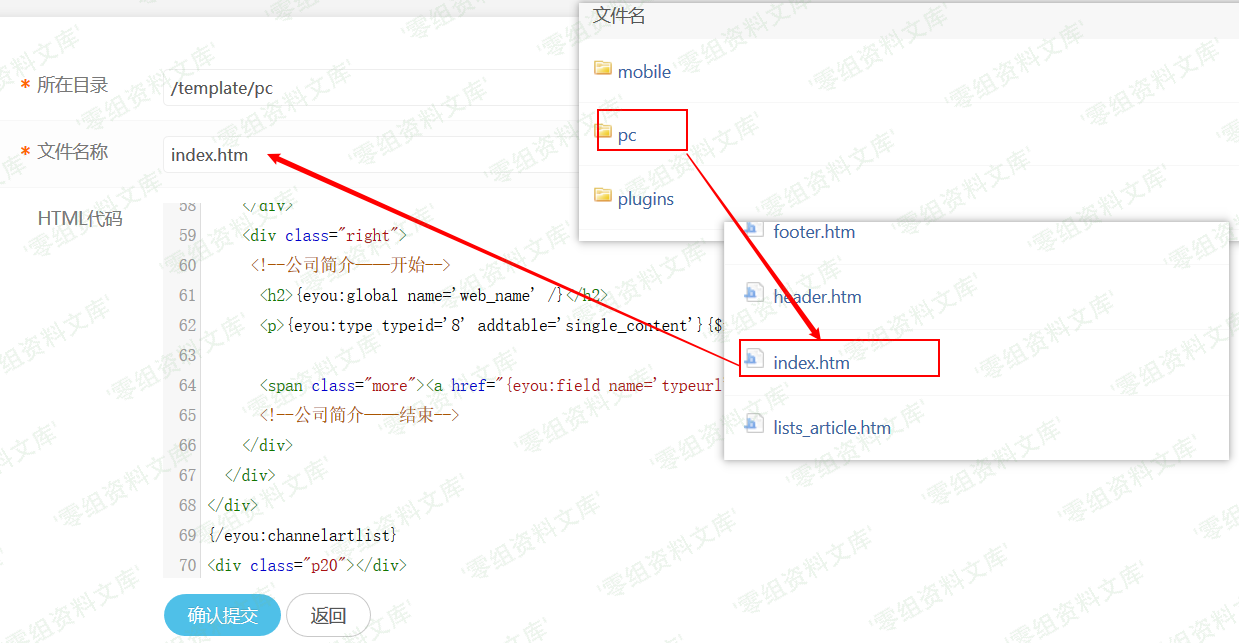 文件名
mobile
pc
plugins
footer.htm
header.htm
index.htm
lists_article.htm
* 所在目录
/template/pc
* 文件名称
index.htm
HTML代码
58 </div>
59 <div class="right">
60 <!--公司简介——开始-->
61 <h2>{eyou:global name='web_name' /}</h2>
62 <p>{eyou:type typeid='8' addtable='single_content'}{$
63
64 <span class="more"><a href="{eyou:field name='typeurl
65 <!--公司简介——结束-->
66 </div>
67 </div>
68 </div>
69 {/eyou:channelartlist}
70 <div class="p20"></div>
确认提交
返回
零组资料文库